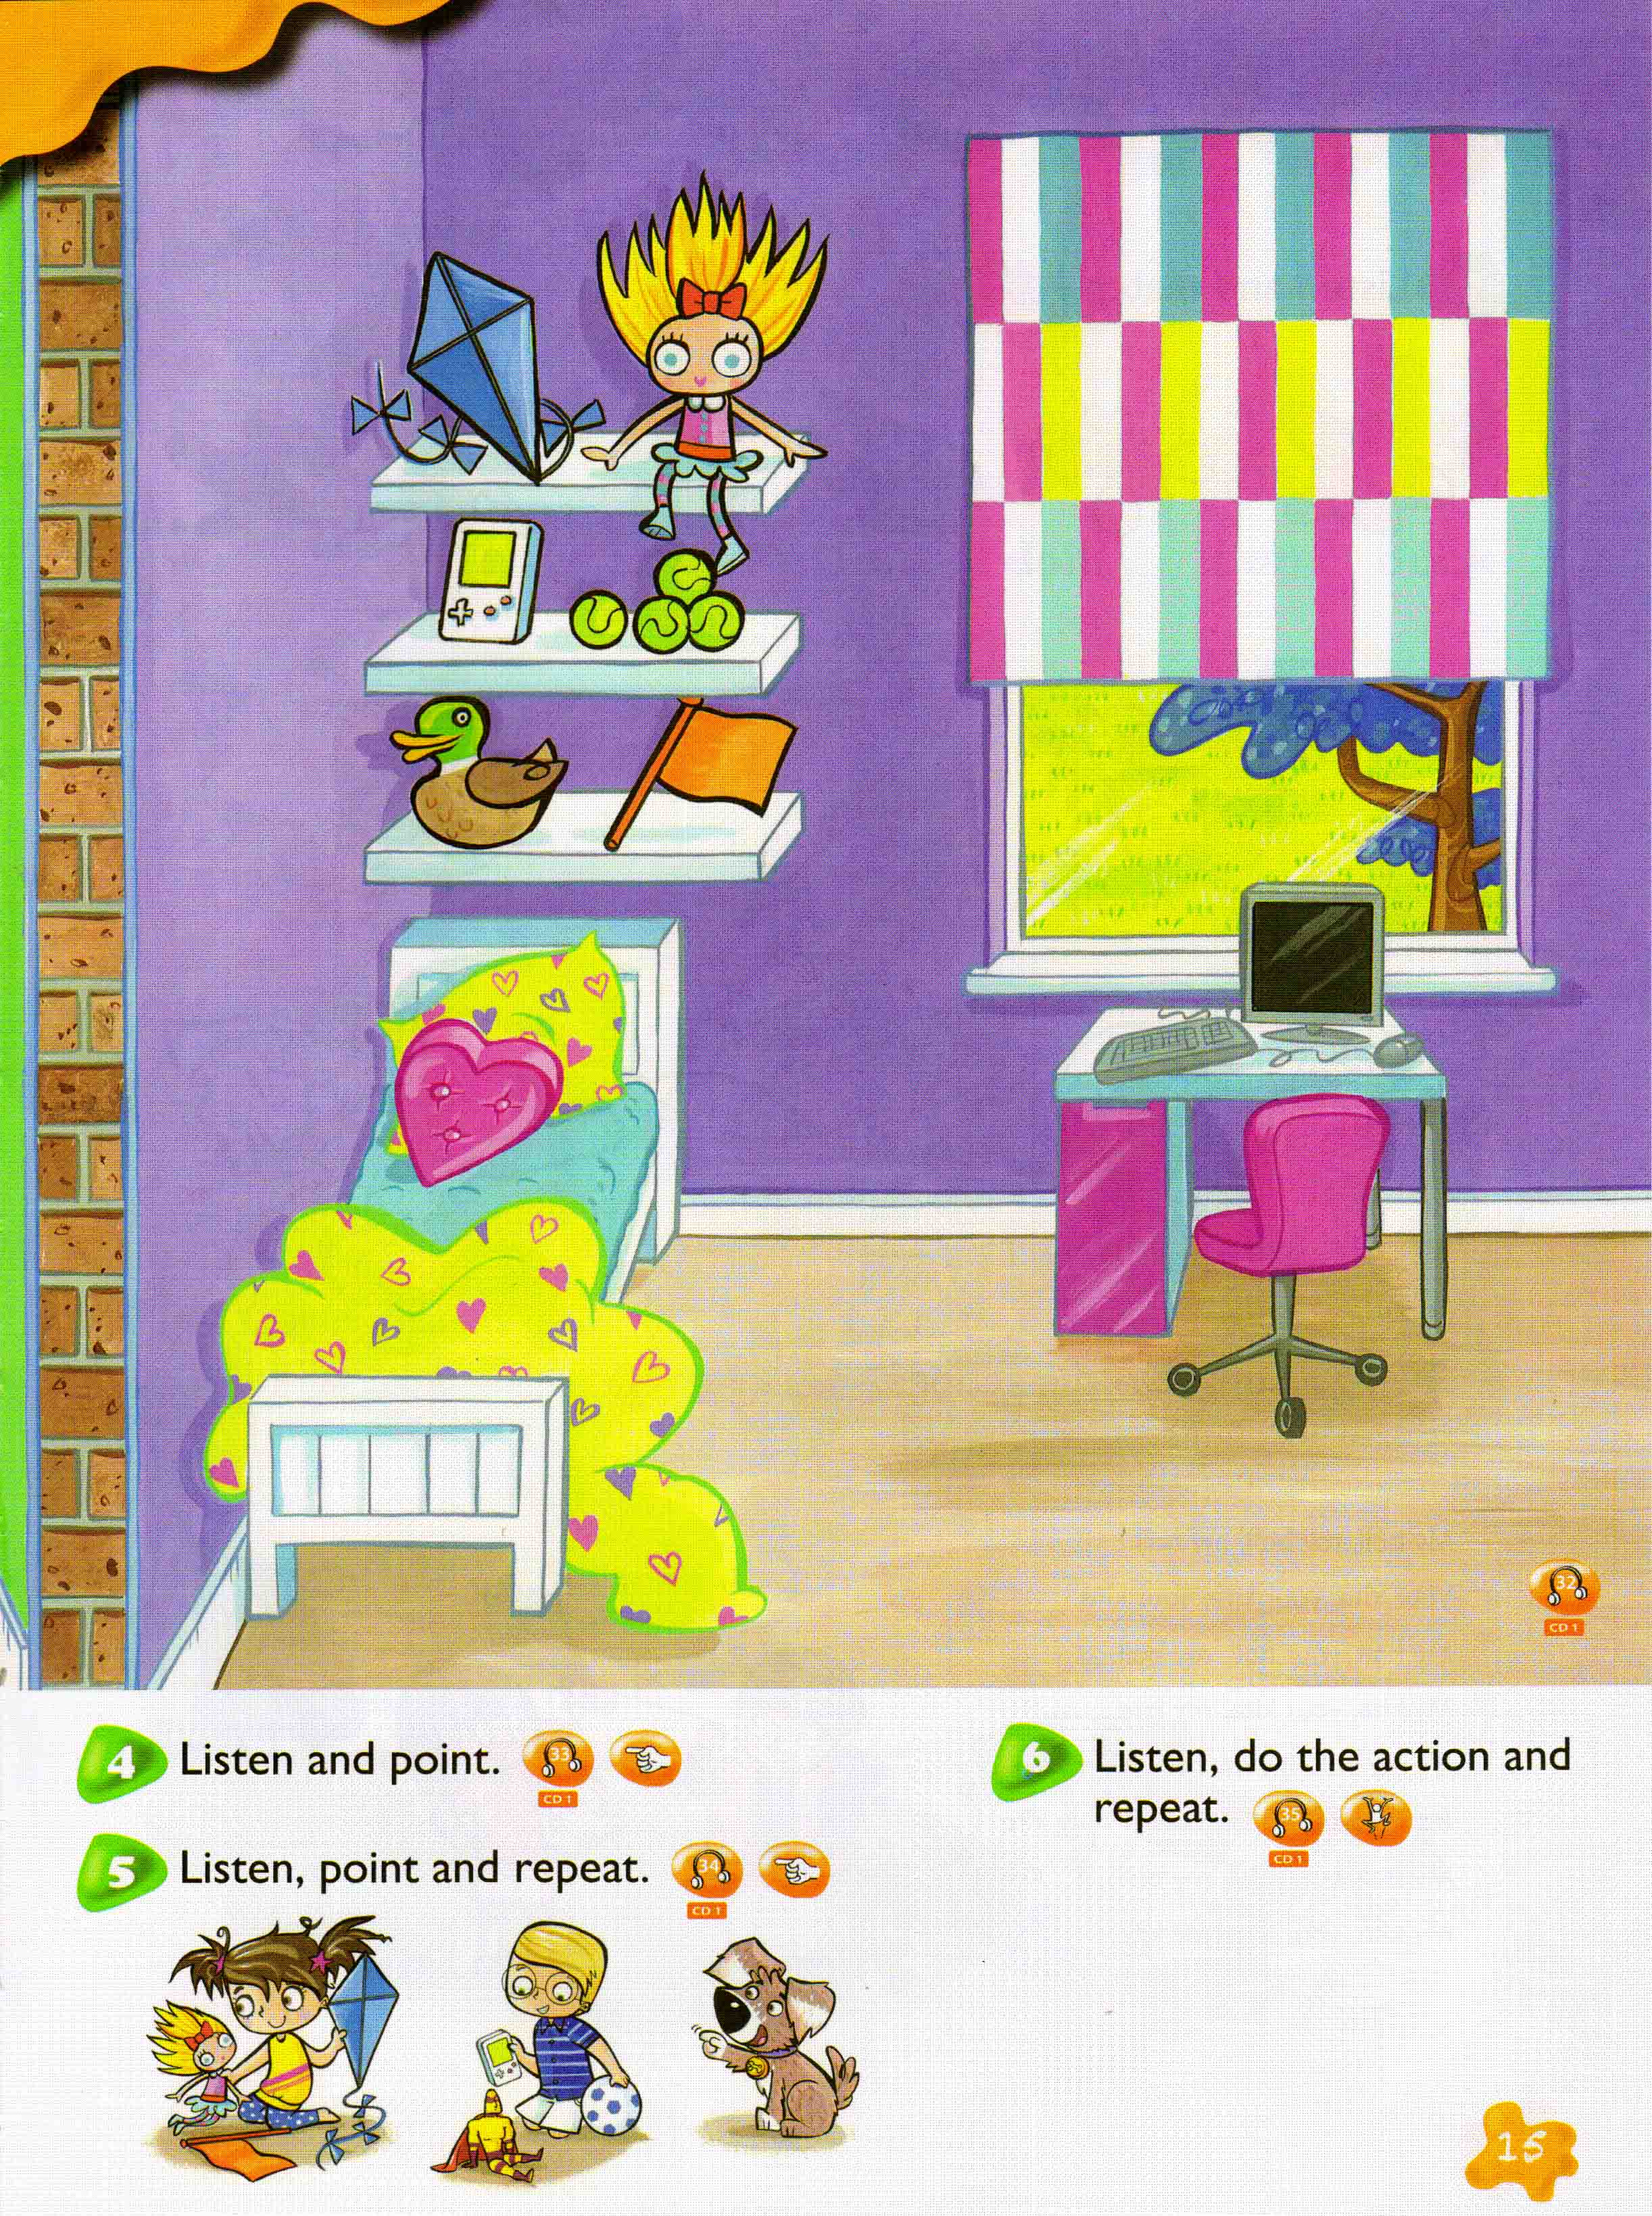 32
CD 1
4 Listen and point. 33
CD 1
5 Listen, point and repeat. 34
CD 1
6 Listen, do the action and
repeat. 35
CD 1
15